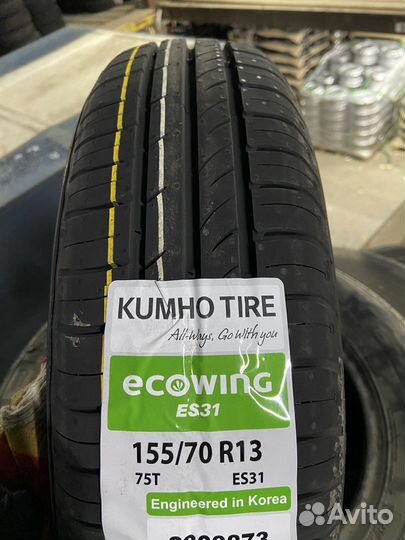 KUMHO TIRE
All-Ways, Go With you
ecowing
ES31
155/70 R13
75T ES31
Engineered in Korea
Avito